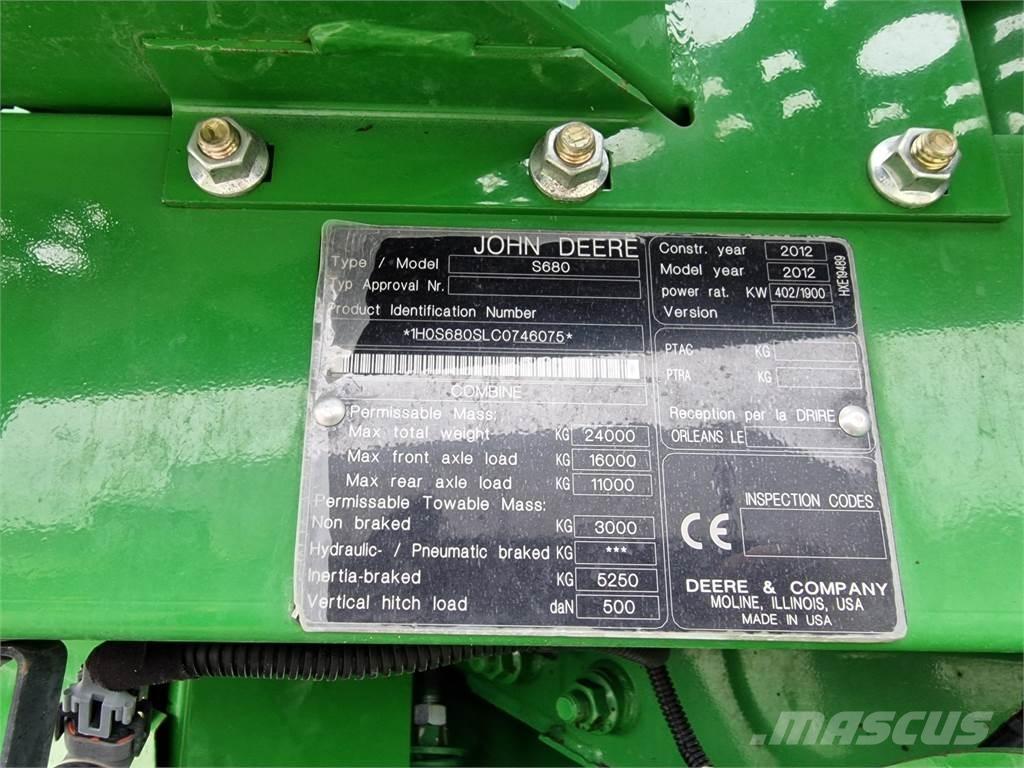 JOHN DEERE
Type / Model S680
Typ Approval Nr.
Product Identification Number
*1H0S680SLC0746075*
COMBINE
Permissable Mass:
Max total weight KG 24000
Max front axle load KG 16000
Max rear axle load KG 11000
Permissable Towable Mass:
Non braked KG 3000
Hydraulic- / Pneumatic braked KG ***
Inertia-braked KG 5250
Vertical hitch load daN 500
Constr. year 2012
Model year 2012
power rat. KW 402/1900
Version
HXE19489
PTAC KG
PTRA KG
Reception per la DRIRE
ORLEANS LE
INSPECTION CODES
CE
DEERE & COMPANY
MOLINE, ILLINOIS, USA
MADE IN USA
MASCUS